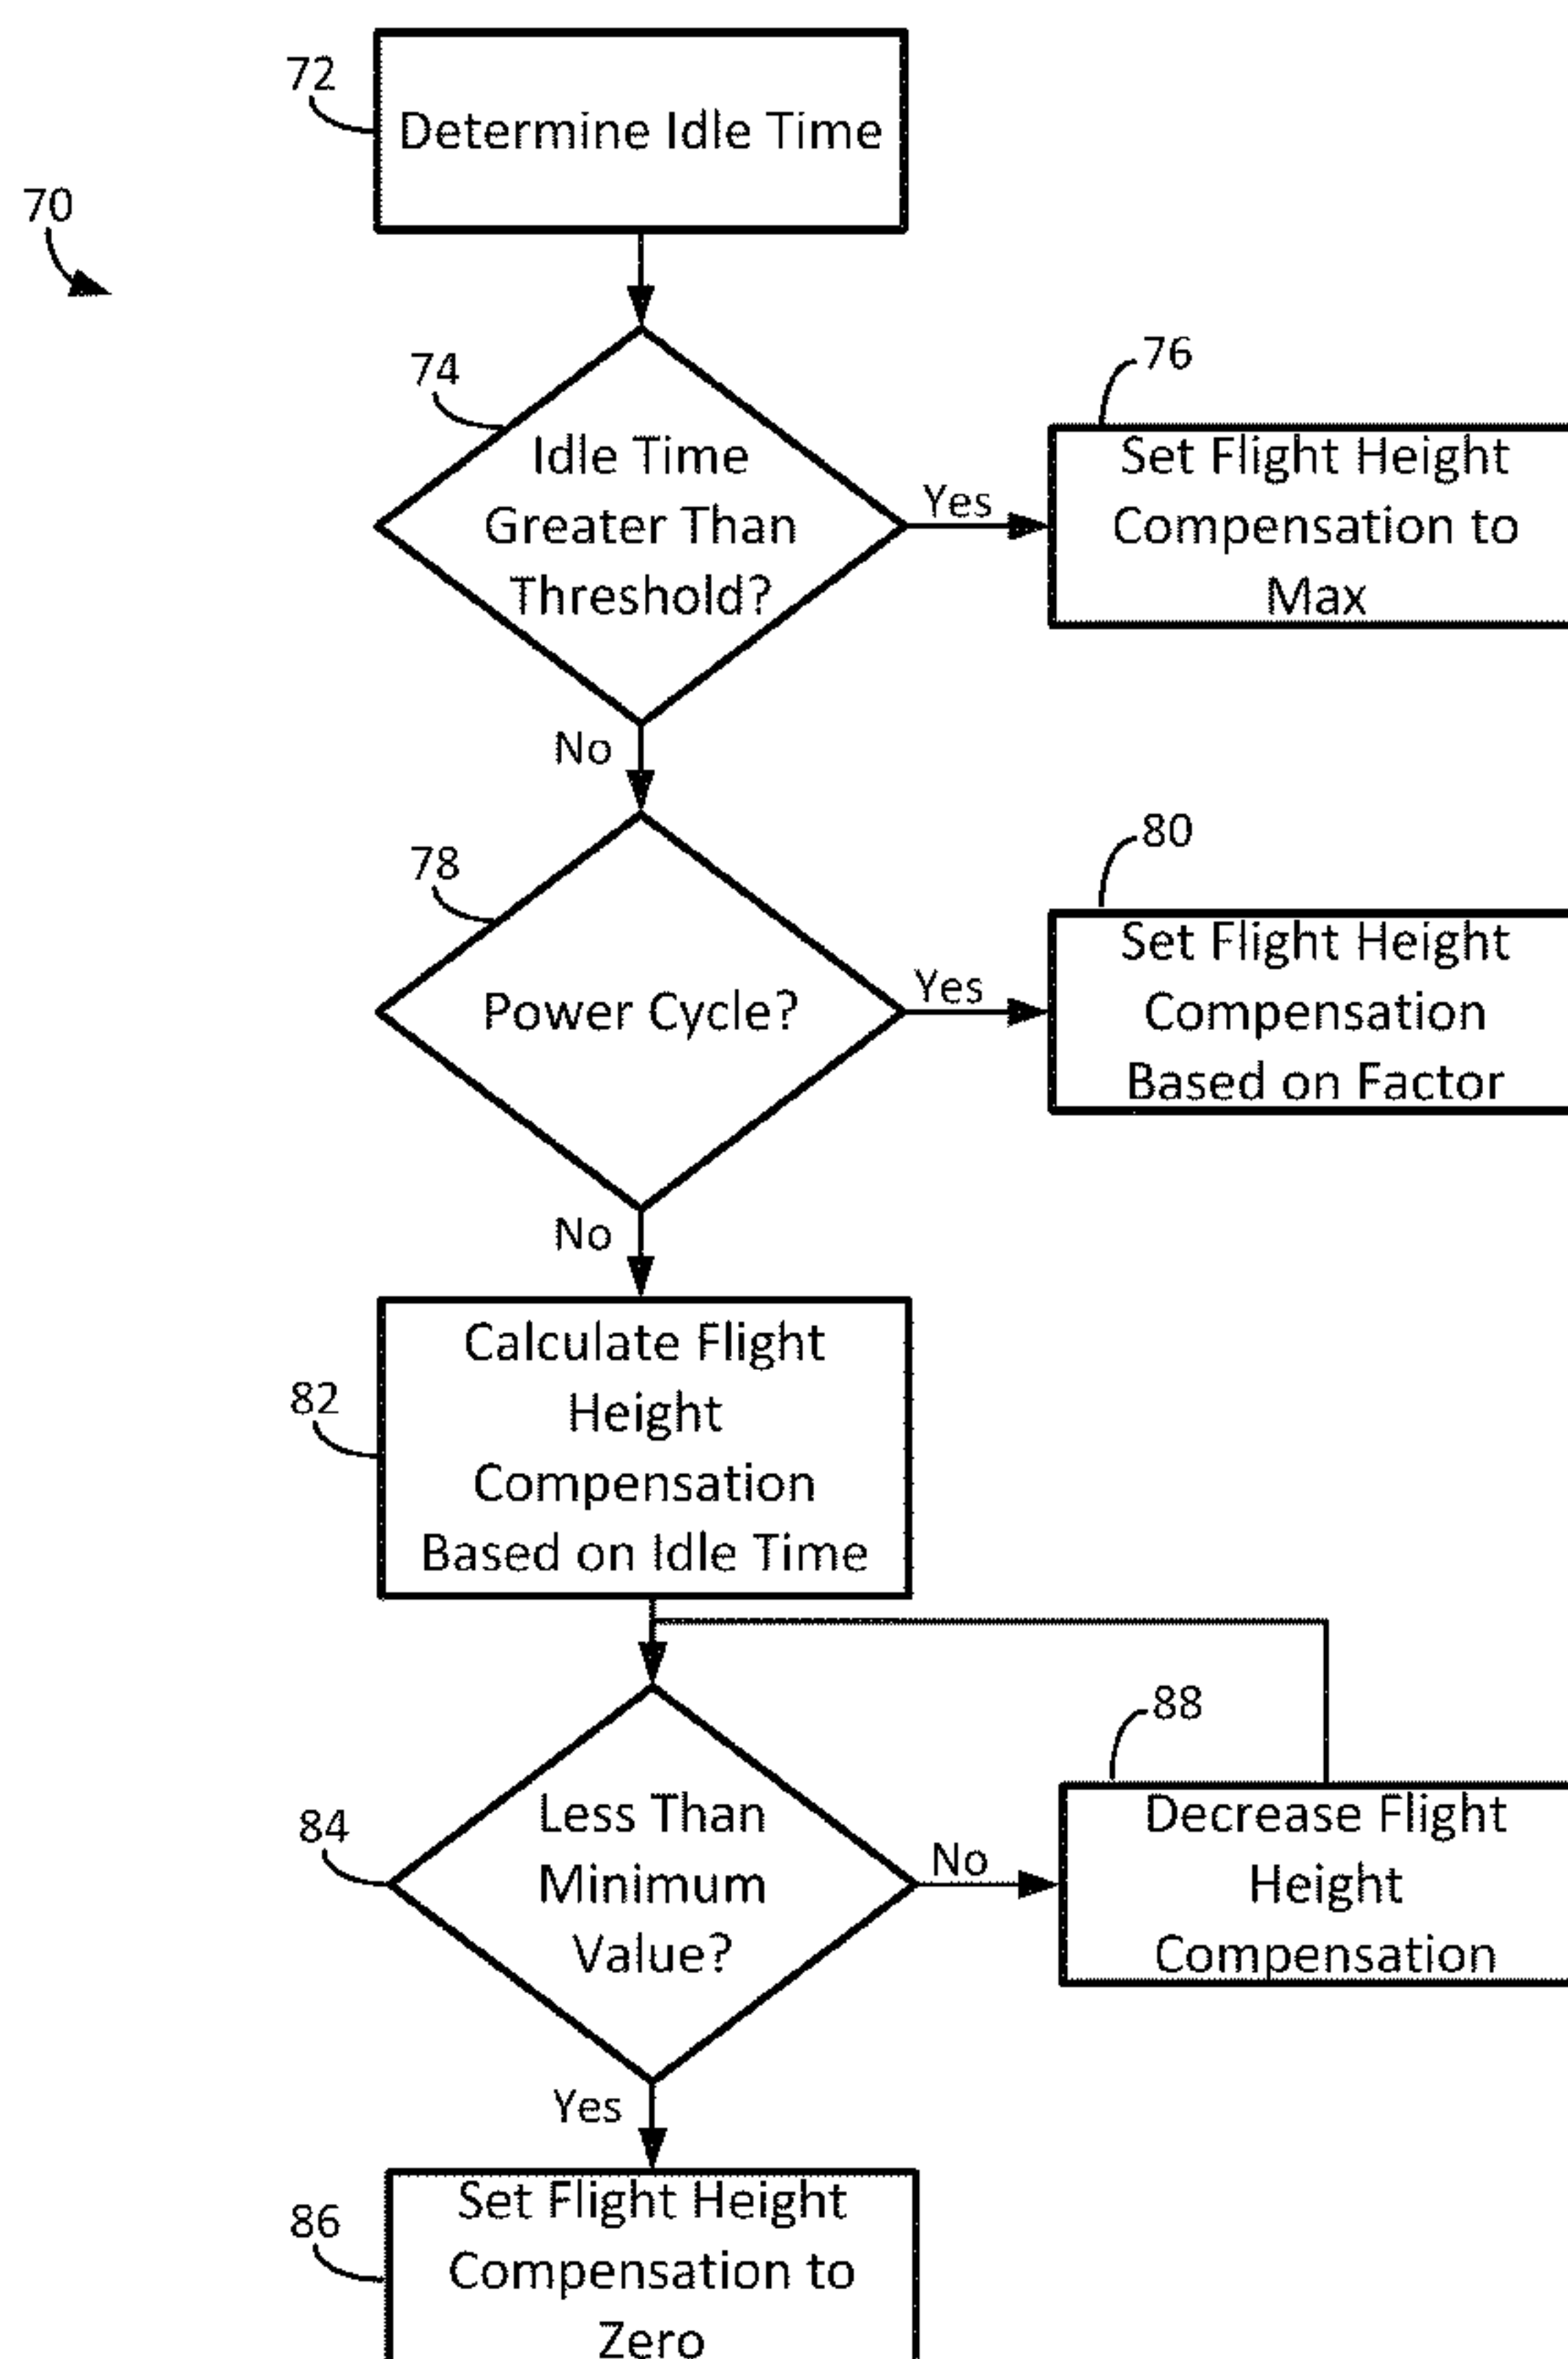 72
Determine Idle Time
70
74
Idle Time
Greater Than
Threshold?
Yes
76
Set Flight Height
Compensation to
Max
No
78
Power Cycle?
Yes
80
Set Flight Height
Compensation
Based on Factor
No
82
Calculate Flight
Height
Compensation
Based on Idle Time
84
Less Than
Minimum
Value?
No
88
Decrease Flight
Height
Compensation
Yes
86
Set Flight Height
Compensation to
Zero